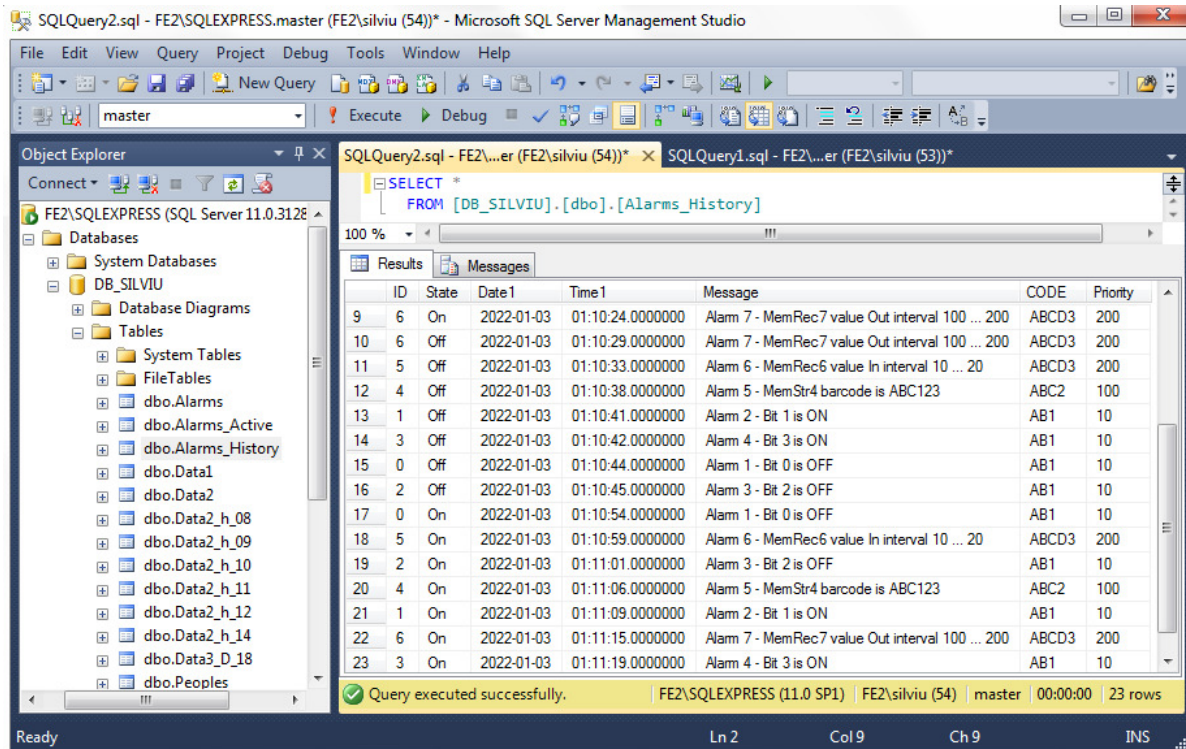 SQLQuery2.sql - FE2\SQLEXPRESS.master (FE2\silviu (54))* - Microsoft SQL Server Management Studio
File Edit View Query Project Debug Tools Window Help
New Query
master Execute Debug
Object Explorer
Connect
FE2\SQLEXPRESS (SQL Server 11.0.3128
Databases
System Databases
DB_SILVIU
Database Diagrams
Tables
System Tables
FileTables
dbo.Alarms
dbo.Alarms_Active
dbo.Alarms_History
dbo.Data1
dbo.Data2
dbo.Data2_h_08
dbo.Data2_h_09
dbo.Data2_h_10
dbo.Data2_h_11
dbo.Data2_h_12
dbo.Data2_h_14
dbo.Data3_D_18
dbo.Peoples
SQLQuery2.sql - FE2\...er (FE2\silviu (54))* SQLQuery1.sql - FE2\...er (FE2\silviu (53))*
SELECT *
FROM [DB_SILVIU].[dbo].[Alarms_History]
100 %
Results Messages
ID State Date1 Time1 Message CODE Priority
9 6 On 2022-01-03 01:10:24.0000000 Alarm 7 - MemRec7 value Out interval 100 ... 200 ABCD3 200
10 6 Off 2022-01-03 01:10:29.0000000 Alarm 7 - MemRec7 value Out interval 100 ... 200 ABCD3 200
11 5 Off 2022-01-03 01:10:33.0000000 Alarm 6 - MemRec6 value In interval 10 ... 20 ABCD3 200
12 4 Off 2022-01-03 01:10:38.0000000 Alarm 5 - MemStr4 barcode is ABC123 ABC2 100
13 1 Off 2022-01-03 01:10:41.0000000 Alarm 2 - Bit 1 is ON AB1 10
14 3 Off 2022-01-03 01:10:42.0000000 Alarm 4 - Bit 3 is ON AB1 10
15 0 Off 2022-01-03 01:10:44.0000000 Alarm 1 - Bit 0 is OFF AB1 10
16 2 Off 2022-01-03 01:10:45.0000000 Alarm 3 - Bit 2 is OFF AB1 10
17 0 On 2022-01-03 01:10:54.0000000 Alarm 1 - Bit 0 is OFF AB1 10
18 5 On 2022-01-03 01:10:59.0000000 Alarm 6 - MemRec6 value In interval 10 ... 20 ABCD3 200
19 2 On 2022-01-03 01:11:01.0000000 Alarm 3 - Bit 2 is OFF AB1 10
20 4 On 2022-01-03 01:11:06.0000000 Alarm 5 - MemStr4 barcode is ABC123 ABC2 100
21 1 On 2022-01-03 01:11:09.0000000 Alarm 2 - Bit 1 is ON AB1 10
22 6 On 2022-01-03 01:11:15.0000000 Alarm 7 - MemRec7 value Out interval 100 ... 200 ABCD3 200
23 3 On 2022-01-03 01:11:19.0000000 Alarm 4 - Bit 3 is ON AB1 10
Query executed successfully. FE2\SQLEXPRESS (11.0 SP1) FE2\silviu (54) master 00:00:00 23 rows
Ready Ln 2 Col 9 Ch 9 INS